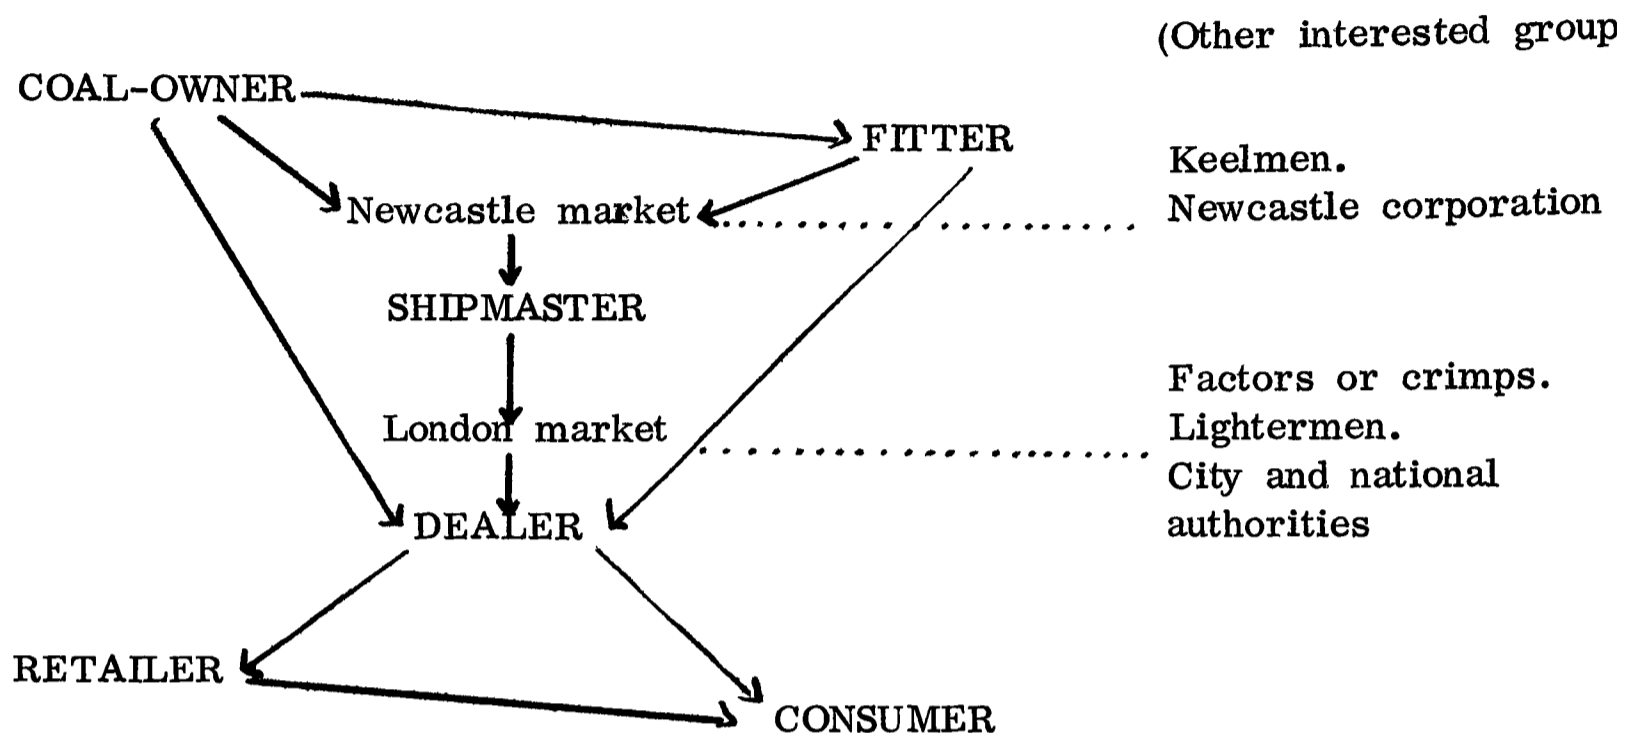 (Other interested group
COAL-OWNER
FITTER
Keelmen.
Newcastle market
Newcastle corporation
SHIPMASTER
Factors or crimps.
London market
Lightermen.
City and national
authorities
DEALER
RETAILER
CONSUMER